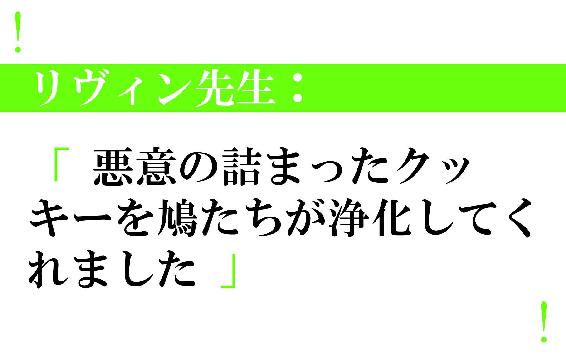 !
リヴィン先生：
「 悪意の詰まったクッ
キーを鳩たちが浄化してく
れました 」
!